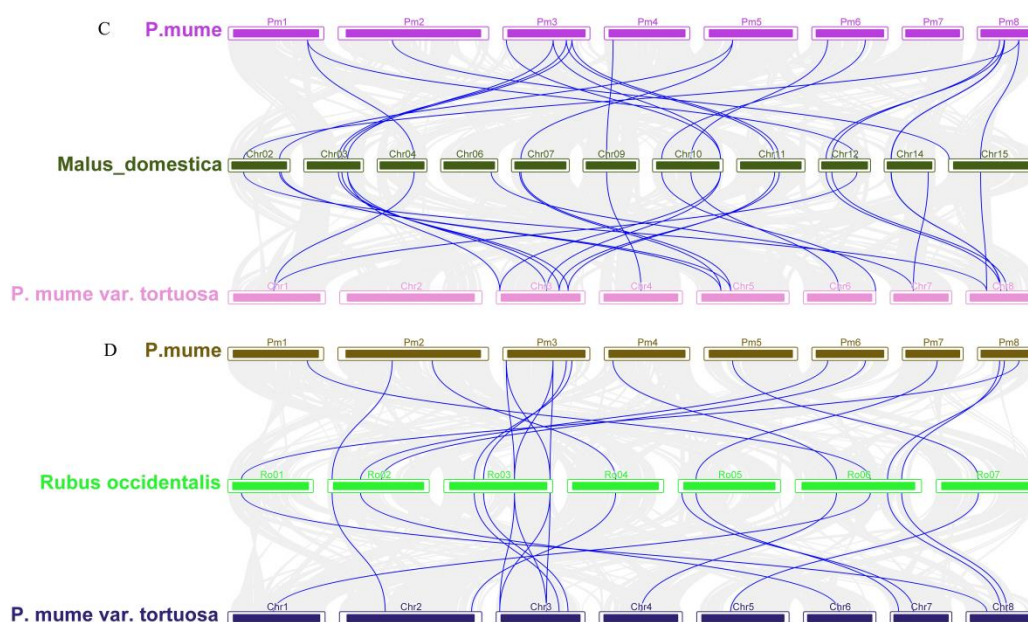 C P.mume Pm1 Pm2 Pm3 Pm4 Pm5 Pm6 Pm7 Pm8
Malus_domestica Chr02 Chr03 Chr04 Chr06 Chr07 Chr09 Chr10 Chr11 Chr12 Chr14 Chr15
P. mume var. tortuosa Chr1 Chr2 Chr3 Chr4 Chr5 Chr6 Chr7 Chr8
D P.mume Pm1 Pm2 Pm3 Pm4 Pm5 Pm6 Pm7 Pm8
Rubus occidentalis Ro01 Ro02 Ro03 Ro04 Ro05 Ro06 Ro07
P. mume var. tortuosa Chr1 Chr2 Chr3 Chr4 Chr5 Chr6 Chr7 Chr8